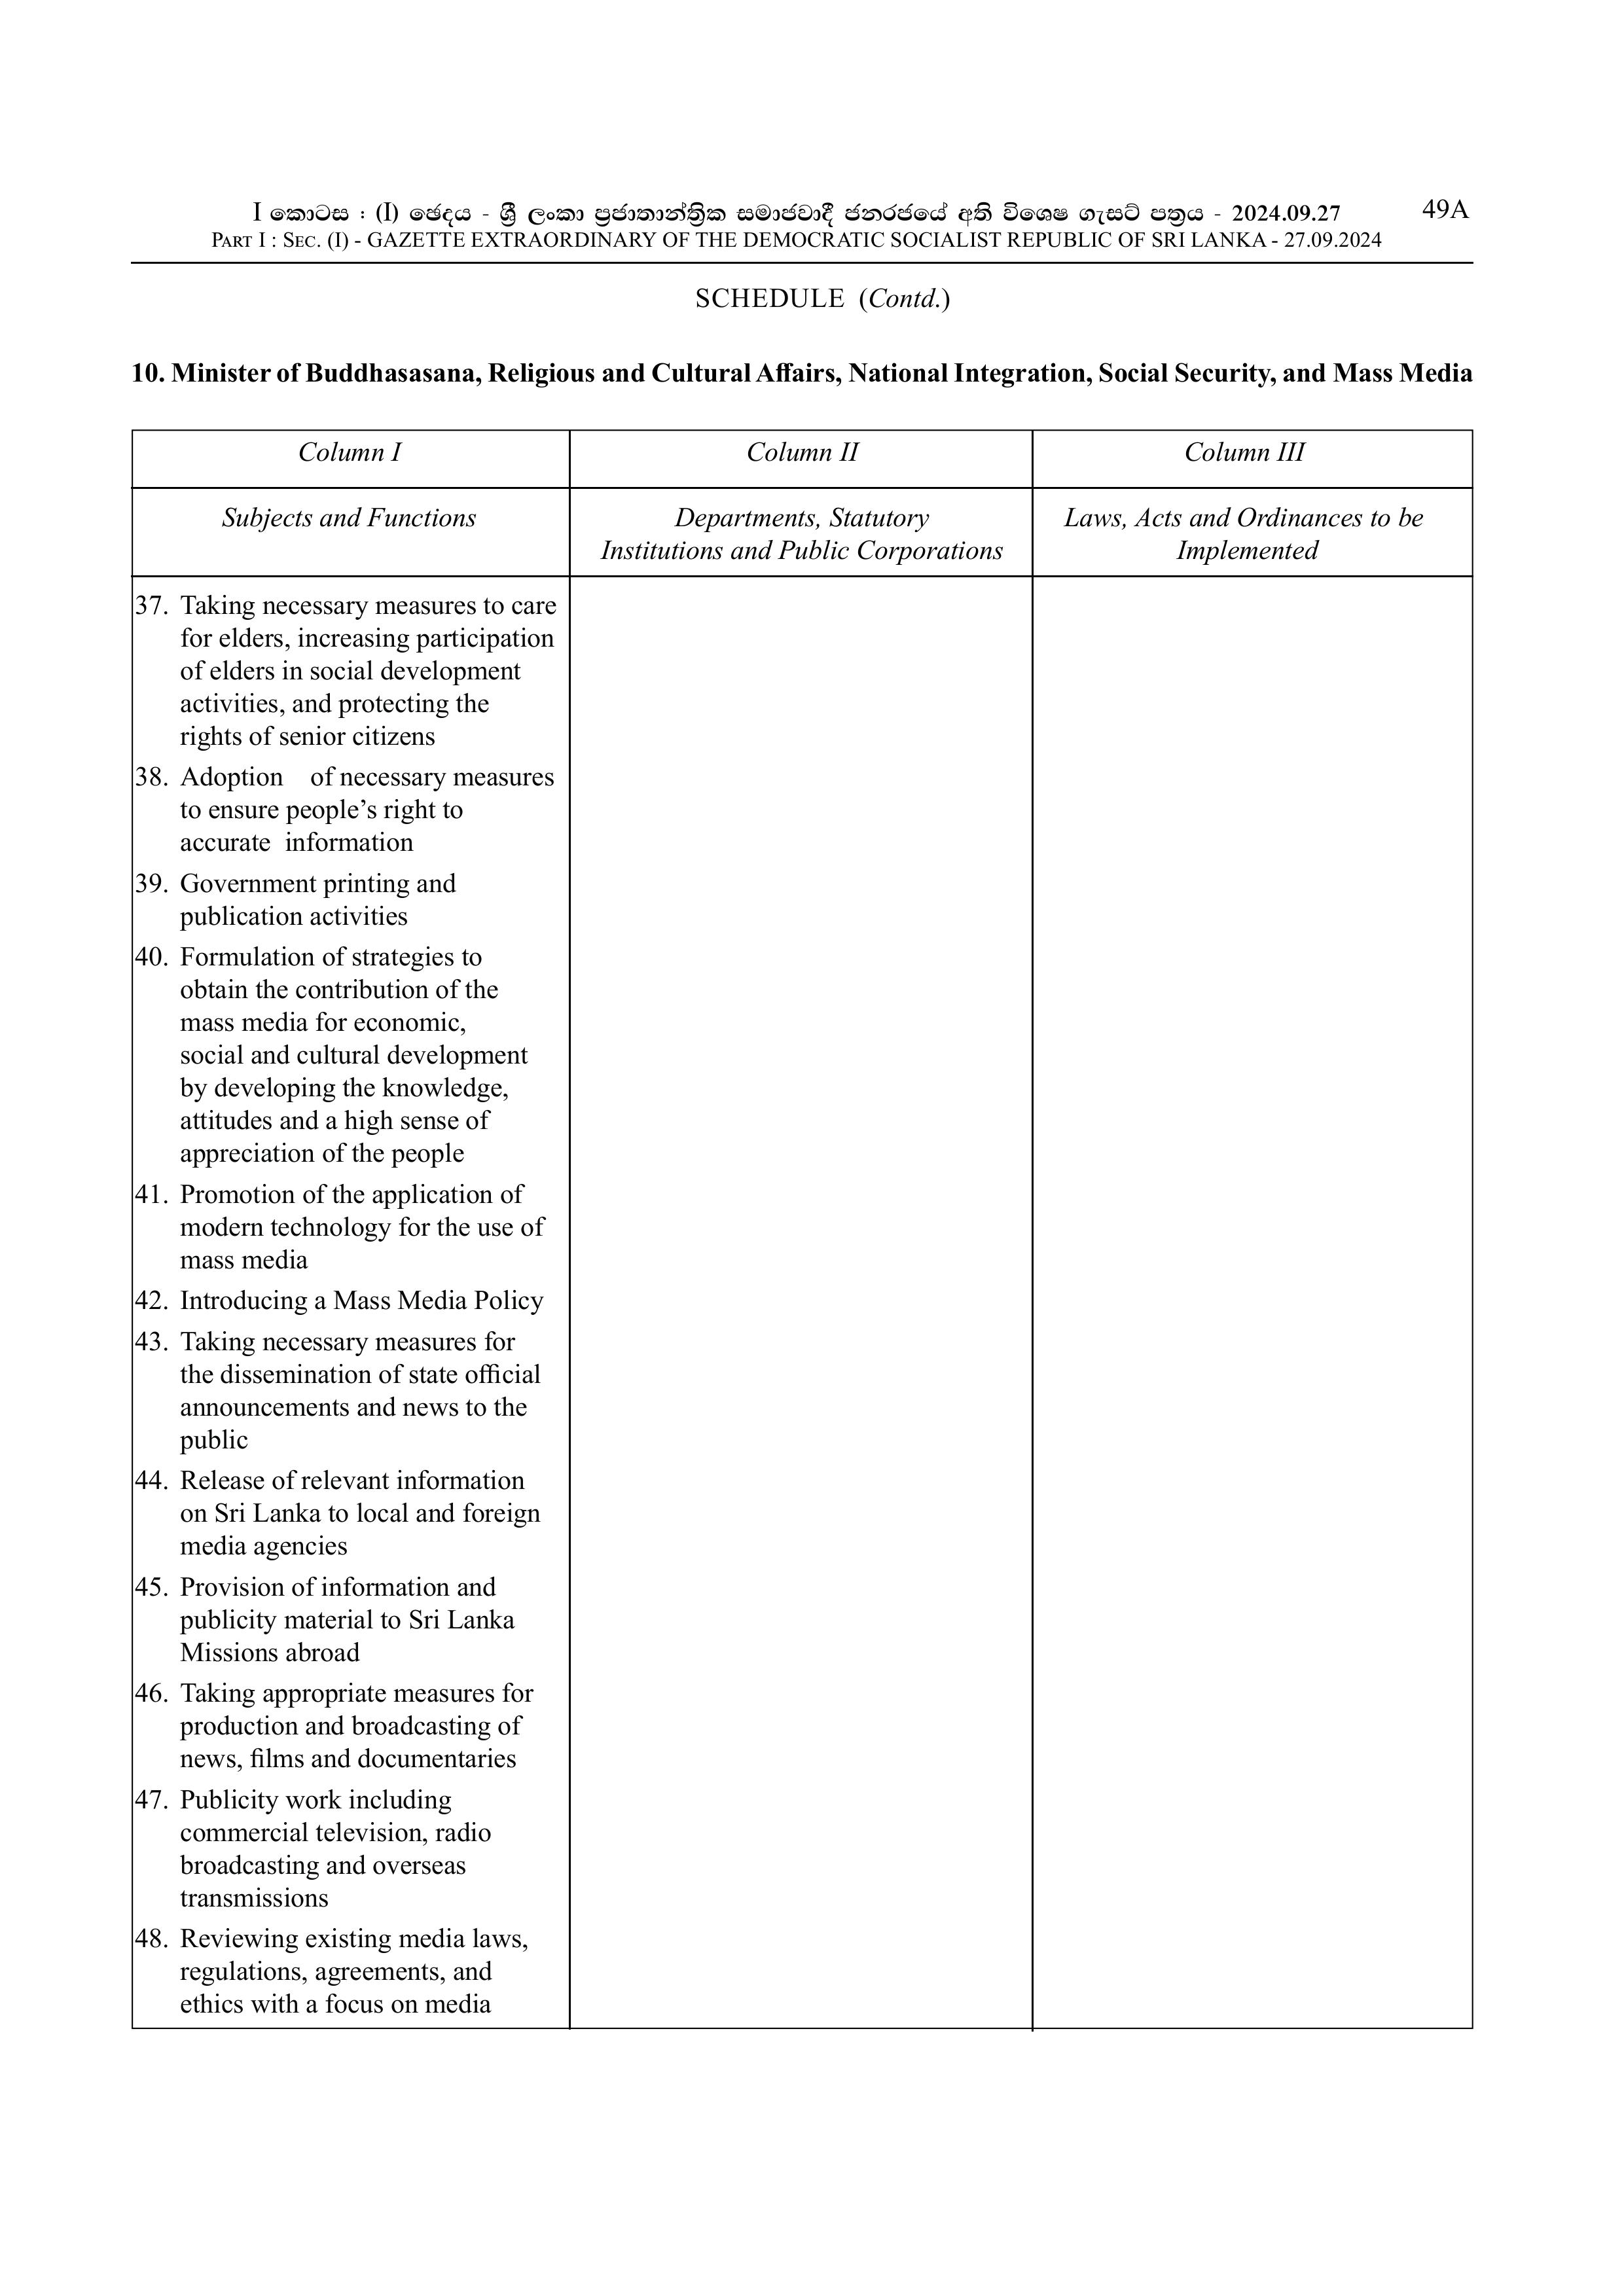 I කොටස : (I) ඡෙදය - ශ්‍රී ලංකා ප්‍රජාතාන්ත්‍රික සමාජවාදී ජනරජයේ අති විශෙෂ ගැසට් පත්‍රය - 2024.09.27
49A
PART I : SEC. (I) - GAZETTE EXTRAORDINARY OF THE DEMOCRATIC SOCIALIST REPUBLIC OF SRI LANKA - 27.09.2024
SCHEDULE (Contd.)
10. Minister of Buddhasasana, Religious and Cultural Affairs, National Integration, Social Security, and Mass Media
Column I
Column II
Column III
Subjects and Functions
Departments, Statutory
Institutions and Public Corporations
Laws, Acts and Ordinances to be
Implemented
37. Taking necessary measures to care
for elders, increasing participation
of elders in social development
activities, and protecting the
rights of senior citizens
38. Adoption of necessary measures
to ensure people’s right to
accurate information
39. Government printing and
publication activities
40. Formulation of strategies to
obtain the contribution of the
mass media for economic,
social and cultural development
by developing the knowledge,
attitudes and a high sense of
appreciation of the people
41. Promotion of the application of
modern technology for the use of
mass media
42. Introducing a Mass Media Policy
43. Taking necessary measures for
the dissemination of state official
announcements and news to the
public
44. Release of relevant information
on Sri Lanka to local and foreign
media agencies
45. Provision of information and
publicity material to Sri Lanka
Missions abroad
46. Taking appropriate measures for
production and broadcasting of
news, films and documentaries
47. Publicity work including
commercial television, radio
broadcasting and overseas
transmissions
48. Reviewing existing media laws,
regulations, agreements, and
ethics with a focus on media